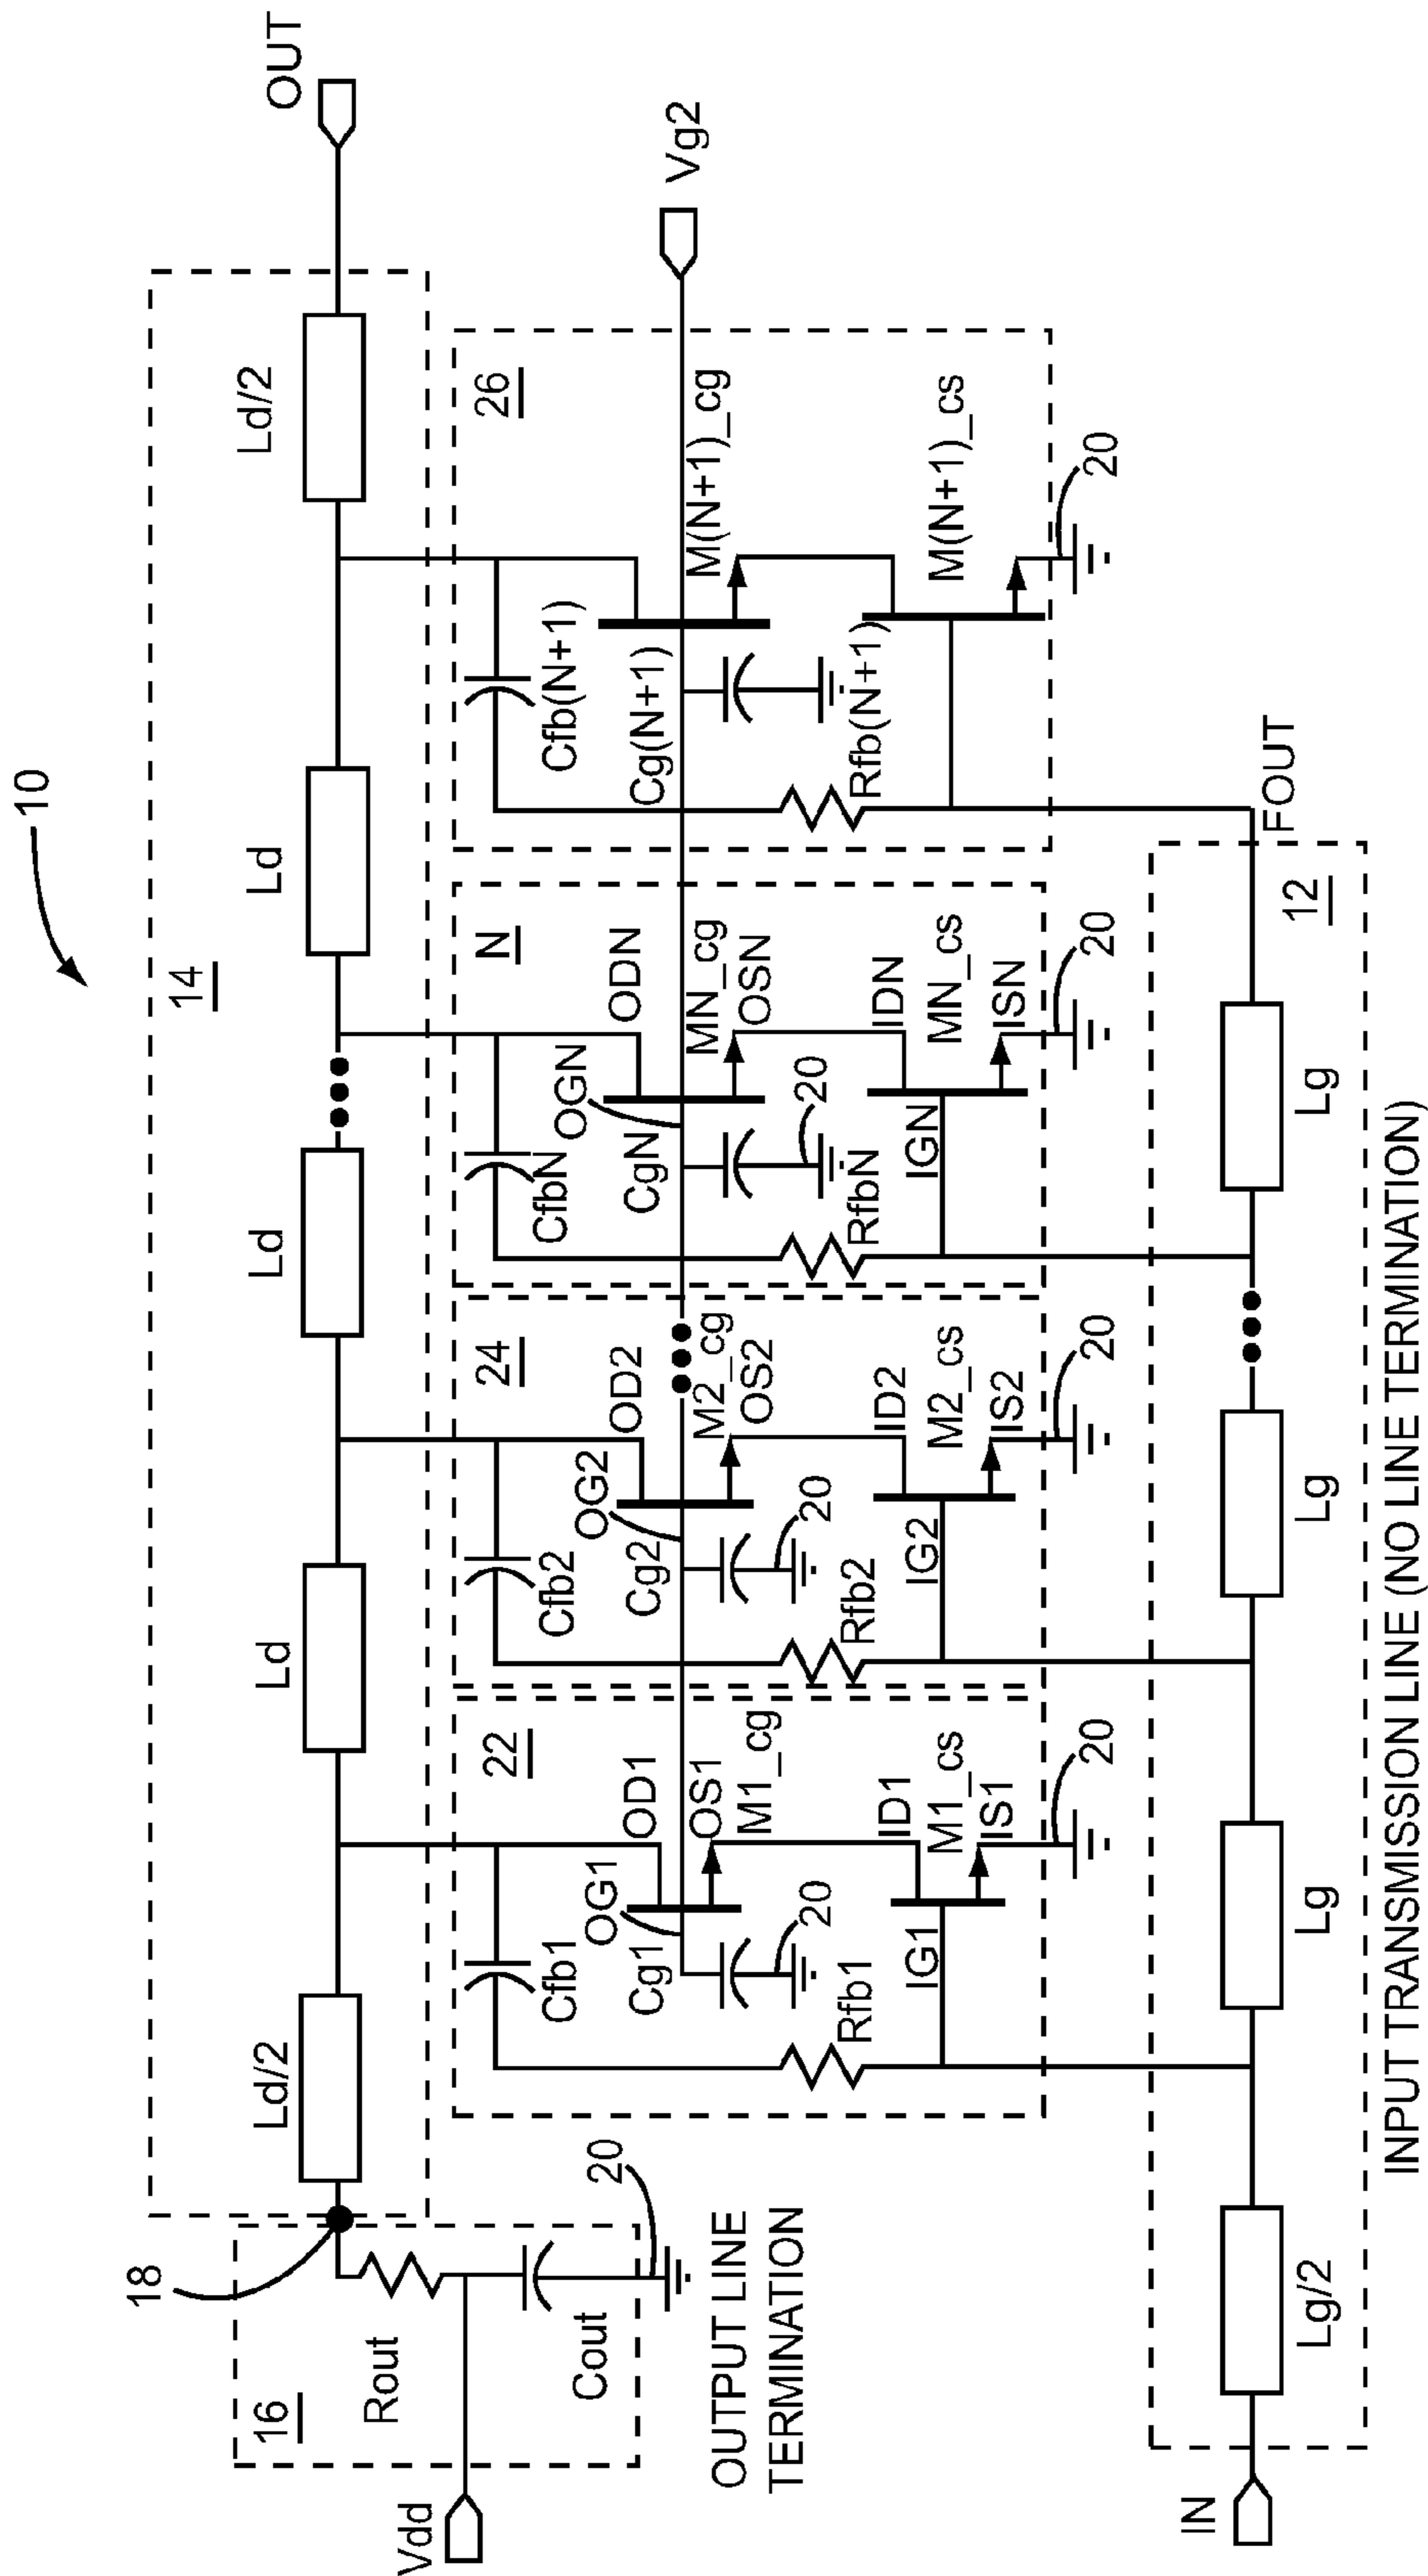 10
14
Ld/2
Ld
Ld
Ld
Ld/2
OUT
18
16
Rout
Vdd
Cout
20
OUTPUT LINE
TERMINATION
22
Cfb1
OD1
OG1
Cg1
OS1
M1_cg
20
Rfb1
ID1
IG1
M1_cs
IS1
20
24
Cfb2
OD2
OG2
Cg2
M2_cg
OS2
20
Rfb2
ID2
IG2
M2_cs
IS2
20
N
CfbN
ODN
OGN
CgN
MN_cg
OSN
20
RfbN
IDN
IGN
MN_cs
ISN
20
26
Cfb(N+1)
Cg(N+1)
M(N+1)_cg
Vg2
Rfb(N+1)
M(N+1)_cs
20
FOUT
12
IN
Lg/2
Lg
Lg
Lg
INPUT TRANSMISSION LINE (NO LINE TERMINATION)